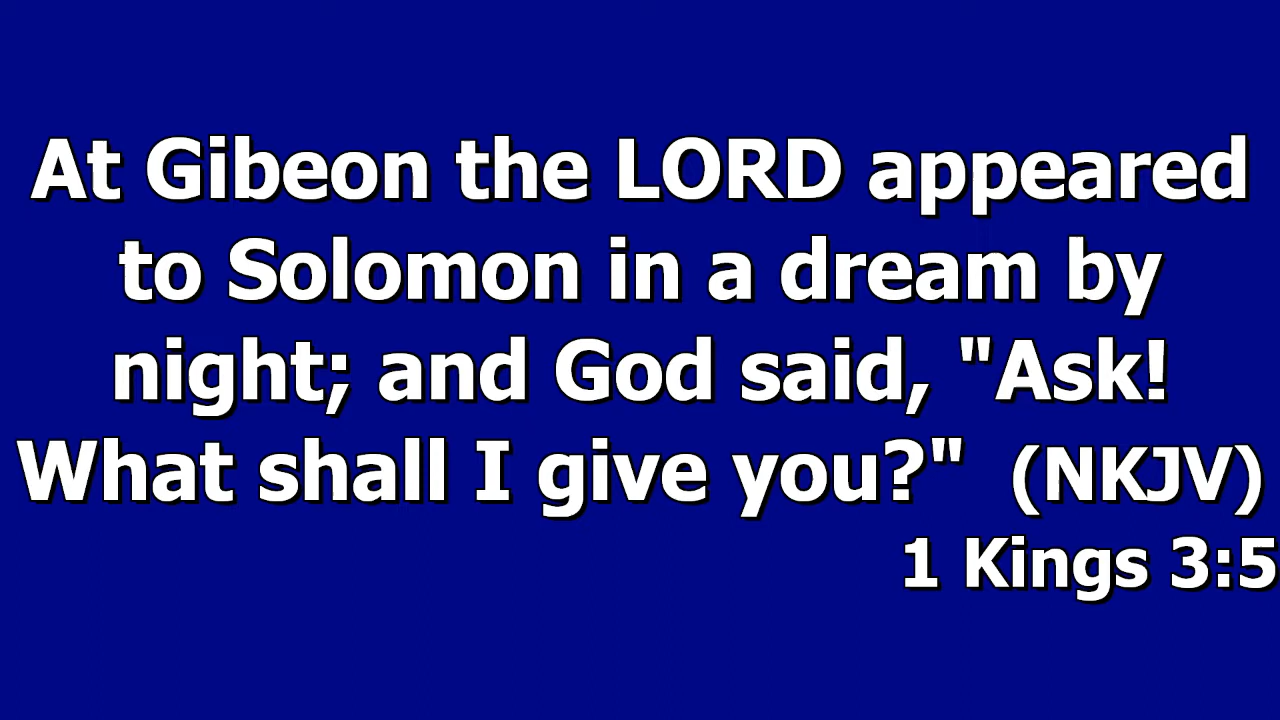 At Gibeon the LORD appeared
to Solomon in a dream by
night; and God said, "Ask!
What shall I give you?"  (NKJV)
1 Kings 3:5